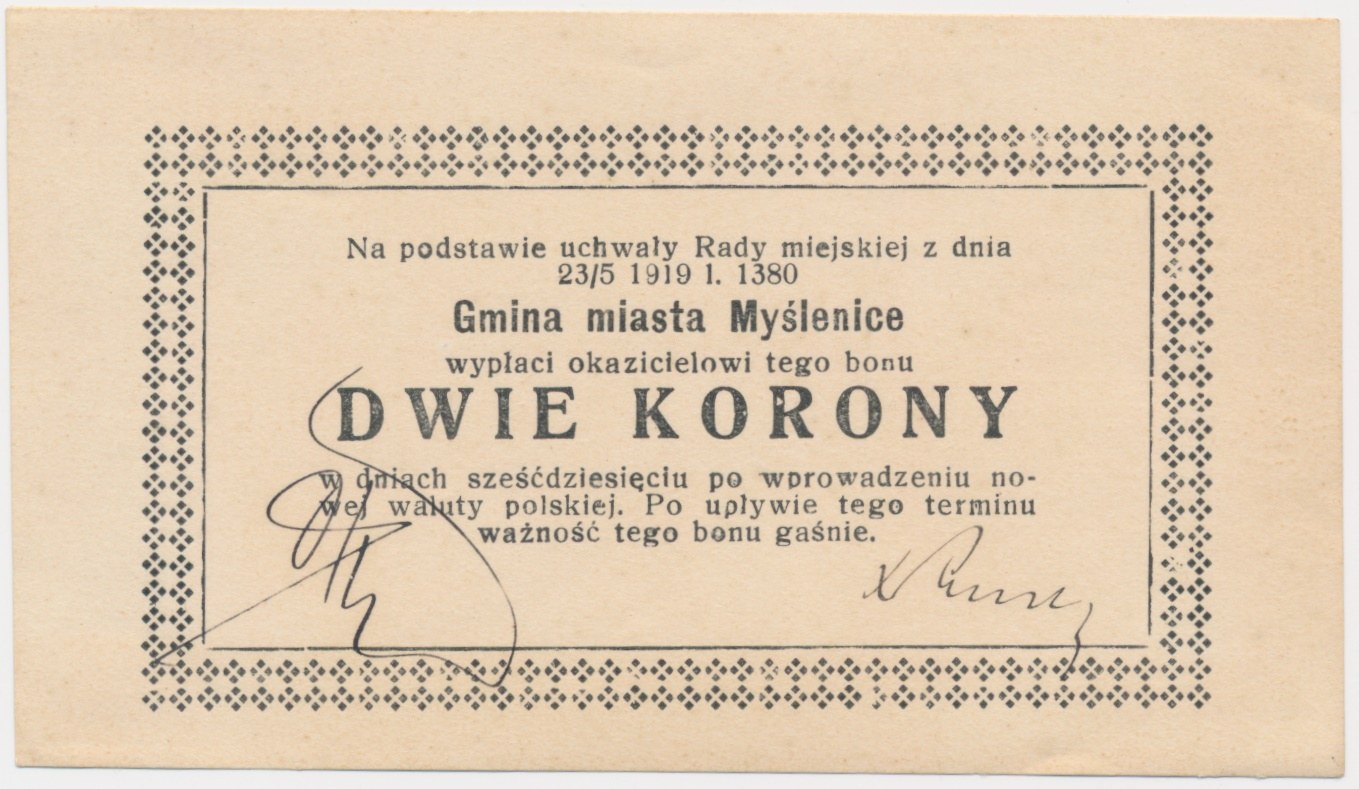 Na podstawie uchwały Rady miejskiej z dnia
23/5 1919 l. 1380
Gmina miasta Myślenice
wypłaci okazicielowi tego bonu
DWIE KORONY
w dniach sześćdziesięciu po wprowadzeniu no-
wej waluty polskiej. Po upływie tego terminu
ważność tego bonu gaśnie.